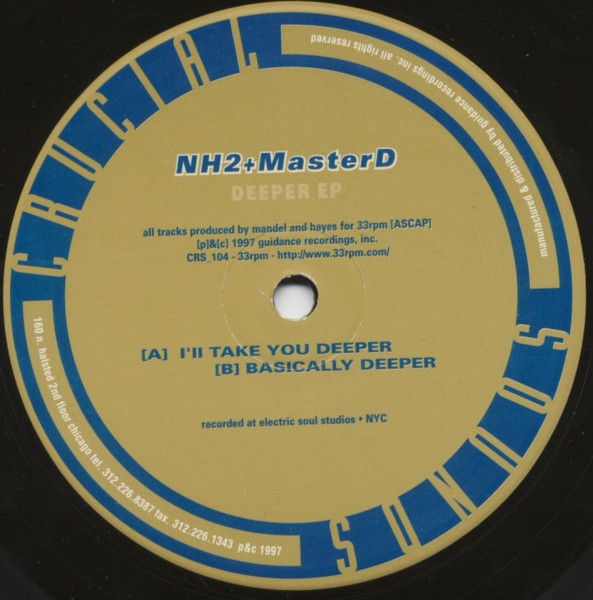 CRUCIAL
SOUNDS
manufactured & distributed by guidance recordings inc. all rights reserved
NH2+MasterD
DEEPER EP
all tracks produced by mandel and hayes for 33rpm [ASCAP]
[p]&[c] 1997 guidance recordings, inc.
CRS_104 - 33rpm - http://www.33rpm.com/
[A] I'll TAKE YOU DEEPER
[B] BAS!CALLY DEEPER
recorded at electric soul studios • NYC
160 n. halsted 2nd floor chicago tel. 312.226.8387 fax. 312.226.1343 p&c 1997